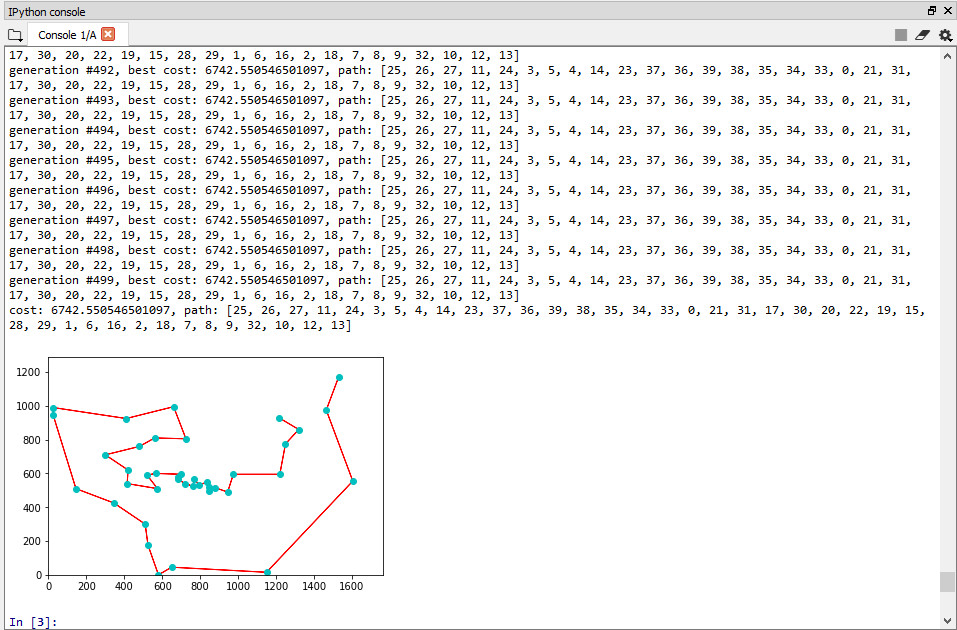 IPython console
Console 1/A
17, 30, 20, 22, 19, 15, 28, 29, 1, 6, 16, 2, 18, 7, 8, 9, 32, 10, 12, 13]
generation #492, best cost: 6742.550546501097, path: [25, 26, 27, 11, 24, 3, 5, 4, 14, 23, 37, 36, 39, 38, 35, 34, 33, 0, 21, 31,
17, 30, 20, 22, 19, 15, 28, 29, 1, 6, 16, 2, 18, 7, 8, 9, 32, 10, 12, 13]
generation #493, best cost: 6742.550546501097, path: [25, 26, 27, 11, 24, 3, 5, 4, 14, 23, 37, 36, 39, 38, 35, 34, 33, 0, 21, 31,
17, 30, 20, 22, 19, 15, 28, 29, 1, 6, 16, 2, 18, 7, 8, 9, 32, 10, 12, 13]
generation #494, best cost: 6742.550546501097, path: [25, 26, 27, 11, 24, 3, 5, 4, 14, 23, 37, 36, 39, 38, 35, 34, 33, 0, 21, 31,
17, 30, 20, 22, 19, 15, 28, 29, 1, 6, 16, 2, 18, 7, 8, 9, 32, 10, 12, 13]
generation #495, best cost: 6742.550546501097, path: [25, 26, 27, 11, 24, 3, 5, 4, 14, 23, 37, 36, 39, 38, 35, 34, 33, 0, 21, 31,
17, 30, 20, 22, 19, 15, 28, 29, 1, 6, 16, 2, 18, 7, 8, 9, 32, 10, 12, 13]
generation #496, best cost: 6742.550546501097, path: [25, 26, 27, 11, 24, 3, 5, 4, 14, 23, 37, 36, 39, 38, 35, 34, 33, 0, 21, 31,
17, 30, 20, 22, 19, 15, 28, 29, 1, 6, 16, 2, 18, 7, 8, 9, 32, 10, 12, 13]
generation #497, best cost: 6742.550546501097, path: [25, 26, 27, 11, 24, 3, 5, 4, 14, 23, 37, 36, 39, 38, 35, 34, 33, 0, 21, 31,
17, 30, 20, 22, 19, 15, 28, 29, 1, 6, 16, 2, 18, 7, 8, 9, 32, 10, 12, 13]
generation #498, best cost: 6742.550546501097, path: [25, 26, 27, 11, 24, 3, 5, 4, 14, 23, 37, 36, 39, 38, 35, 34, 33, 0, 21, 31,
17, 30, 20, 22, 19, 15, 28, 29, 1, 6, 16, 2, 18, 7, 8, 9, 32, 10, 12, 13]
generation #499, best cost: 6742.550546501097, path: [25, 26, 27, 11, 24, 3, 5, 4, 14, 23, 37, 36, 39, 38, 35, 34, 33, 0, 21, 31,
17, 30, 20, 22, 19, 15, 28, 29, 1, 6, 16, 2, 18, 7, 8, 9, 32, 10, 12, 13]
cost: 6742.550546501097, path: [25, 26, 27, 11, 24, 3, 5, 4, 14, 23, 37, 36, 39, 38, 35, 34, 33, 0, 21, 31, 17, 30, 20, 22, 19, 15,
28, 29, 1, 6, 16, 2, 18, 7, 8, 9, 32, 10, 12, 13]
1200
1000
800
600
400
200
0
0 200 400 600 800 1000 1200 1400 1600
In [3]: